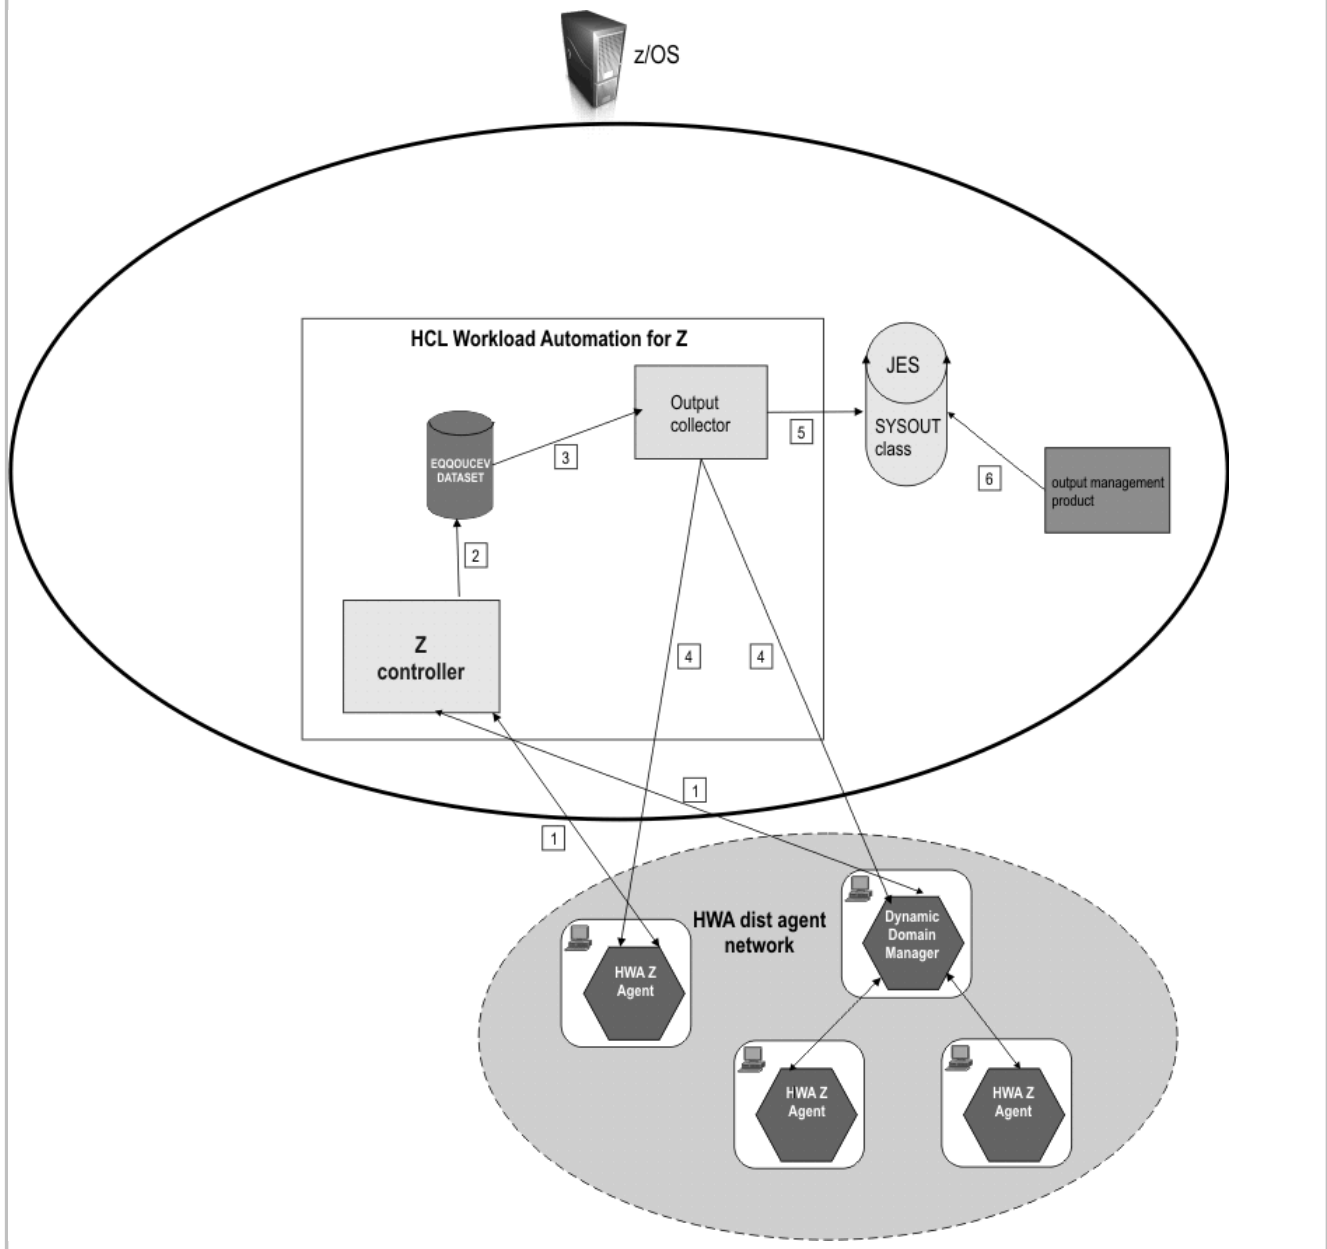 z/OS
HCL Workload Automation for Z
JES
Output
collector
SYSOUT
class
5
EQQOUCEV
DATASET
3
6
output management
product
2
Z
controller
4
4
1
1
HWA dist agent
network
Dynamic
Domain
Manager
HWA Z
Agent
HWA Z
Agent
HWA Z
Agent